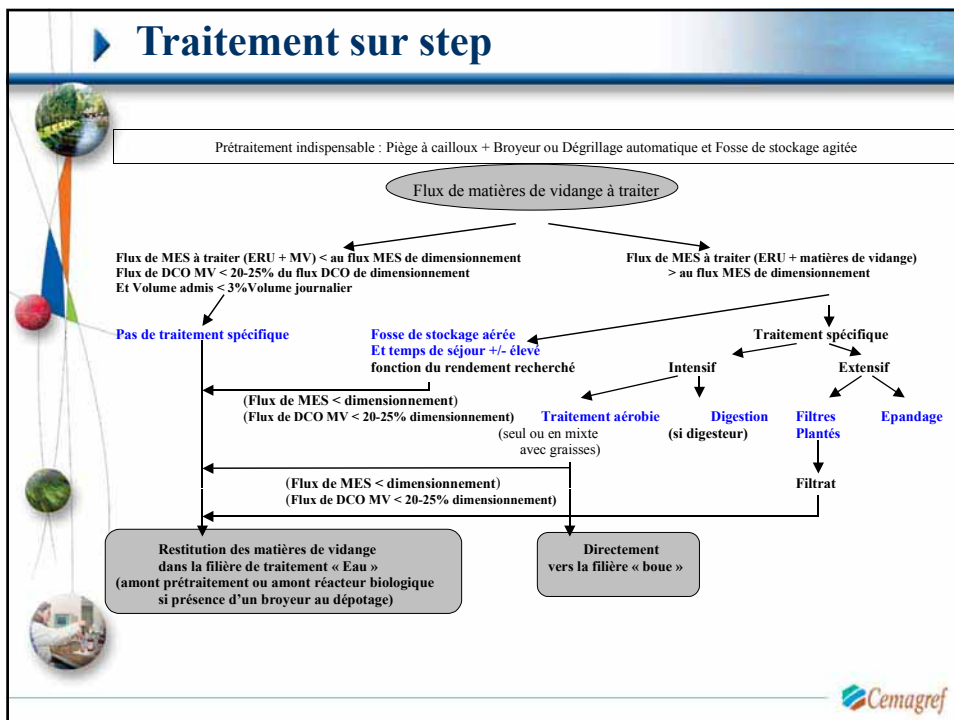 Traitement sur step
Prétraitement indispensable : Piège à cailloux + Broyeur ou Dégrillage automatique et Fosse de stockage agitée
Flux de matières de vidange à traiter
Flux de MES à traiter (ERU + MV) < au flux MES de dimensionnement
Flux de DCO MV < 20-25% du flux DCO de dimensionnement
Et Volume admis < 3%Volume journalier
Flux de MES à traiter (ERU + matières de vidange)
> au flux MES de dimensionnement
Pas de traitement spécifique
Fosse de stockage aérée
Et temps de séjour +/- élevé
fonction du rendement recherché
Traitement spécifique
Intensif
Extensif
(Flux de MES < dimensionnement)
(Flux de DCO MV < 20-25% dimensionnement)
Traitement aérobie
(seul ou en mixte
avec graisses)
Digestion
(si digesteur)
Filtres
Plantés
Epandage
(Flux de MES < dimensionnement)
(Flux de DCO MV < 20-25% dimensionnement)
Filtrat
Restitution des matières de vidange
dans la filière de traitement « Eau »
(amont prétraitement ou amont réacteur biologique
si présence d'un broyeur au dépotage)
Directement
vers la filière « boue »
Cemagref